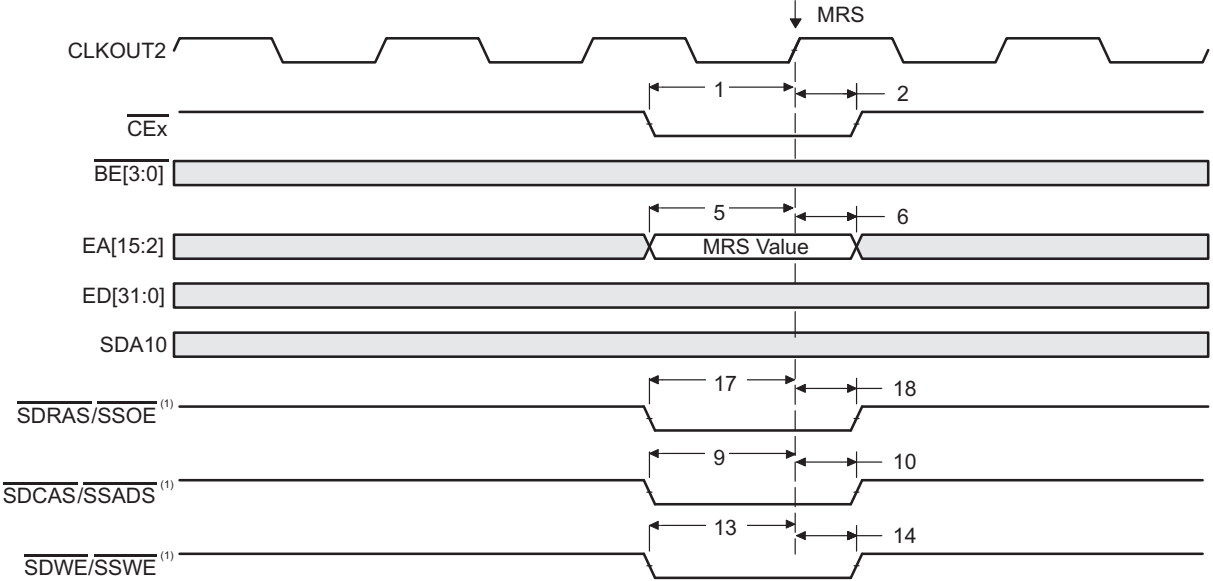 MRS
CLKOUT2
1
2
CEx
BE[3:0]
5
6
EA[15:2]
MRS Value
ED[31:0]
SDA10
17
18
SDRAS/SSOE (1)
9
10
SDCAS/SSADS (1)
13
14
SDWE/SSWE (1)